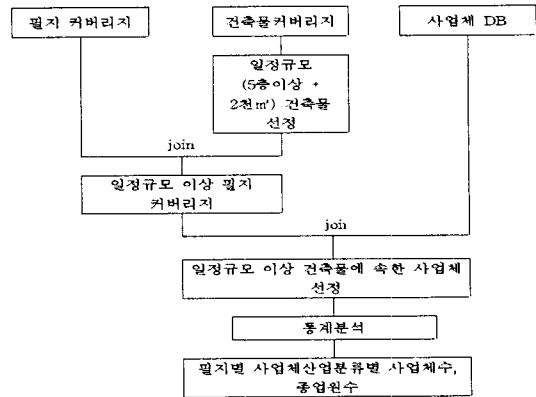 필지 커버리지
건축물커버리지
사업체 DB
일정규모
(5층이상 +
2천㎡) 건축물
선정
join
일정규모 이상 필지
커버리지
join
일정규모 이상 건축물에 속한 사업체
선정
통계분석
필지별 사업체산업분류별 사업체수,
종업원수